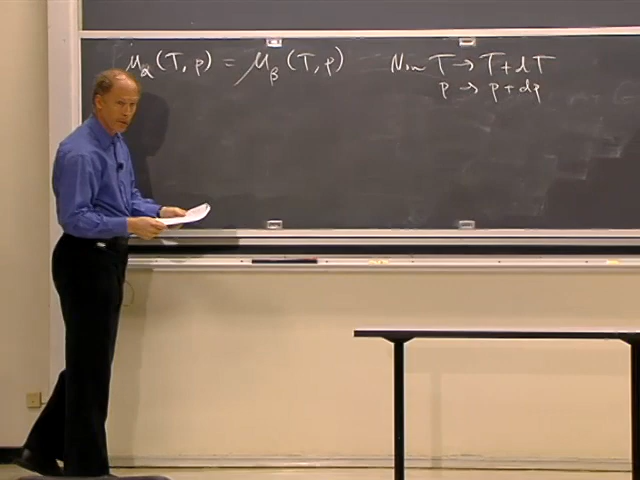 μα(T, p) = μβ(T, p)
Now T → T + dT
p → p + dp